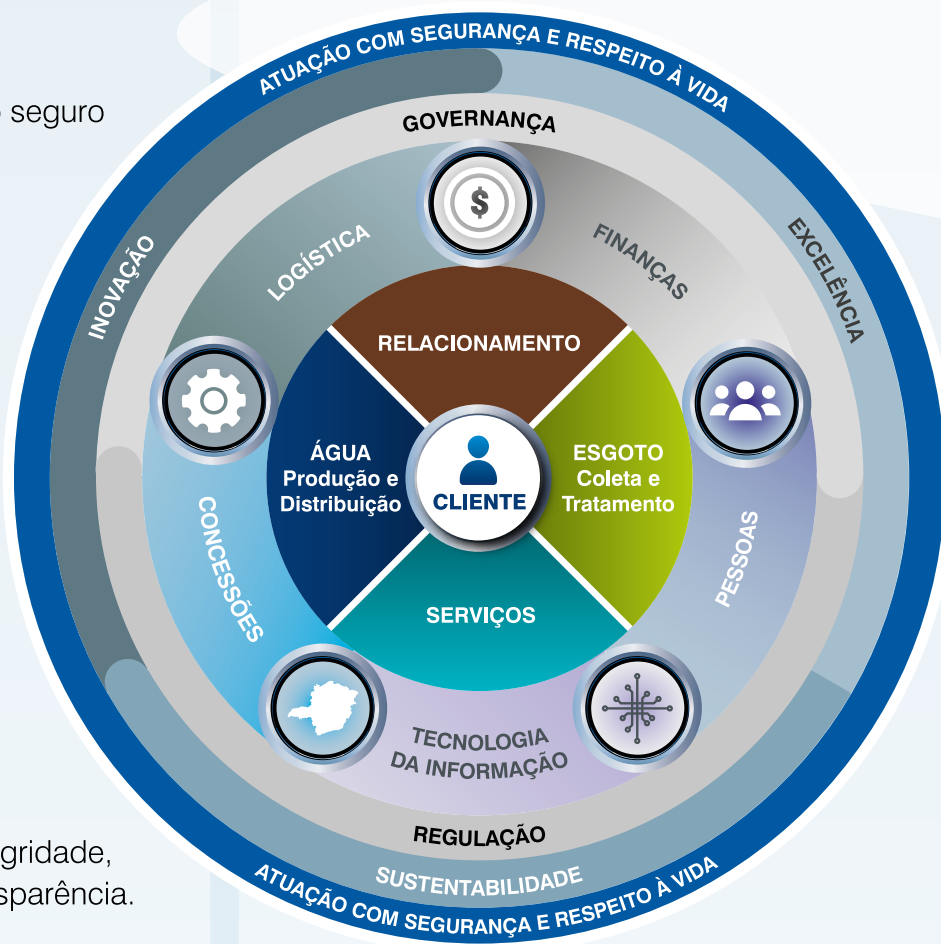 ATUAÇÃO COM SEGURANÇA E RESPEITO À VIDA
seguro
GOVERNANÇA
INOVAÇÃO
EXCELÊNCIA
LOGÍSTICA
$
FINANÇAS
RELACIONAMENTO
ÁGUA
Produção e
Distribuição
CLIENTE
ESGOTO
Coleta e
Tratamento
CONCESSÕES
PESSOAS
SERVIÇOS
TECNOLOGIA
DA INFORMAÇÃO
REGULAÇÃO
SUSTENTABILIDADE
ATUAÇÃO COM SEGURANÇA E RESPEITO À VIDA
gridade,
sparência.